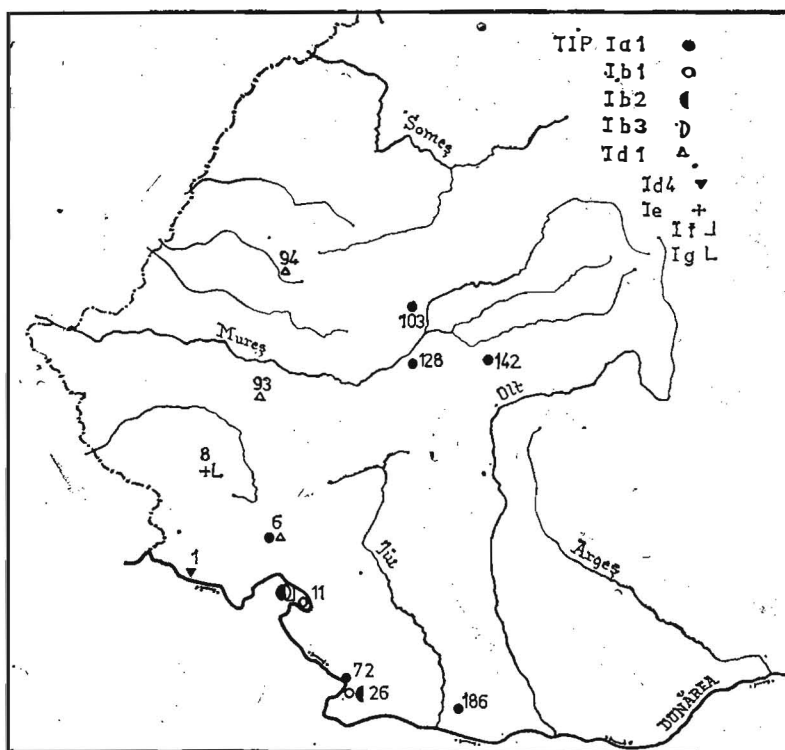 TIP Ia1
Ib1
Ib2
Ib3
Id1
Id4
Ie
If
Ig
Someş
94
103
Mureş
128
142
93
Olt
8
6
1
Jiu
Argeş
11
72
26
186
DUNĂREA